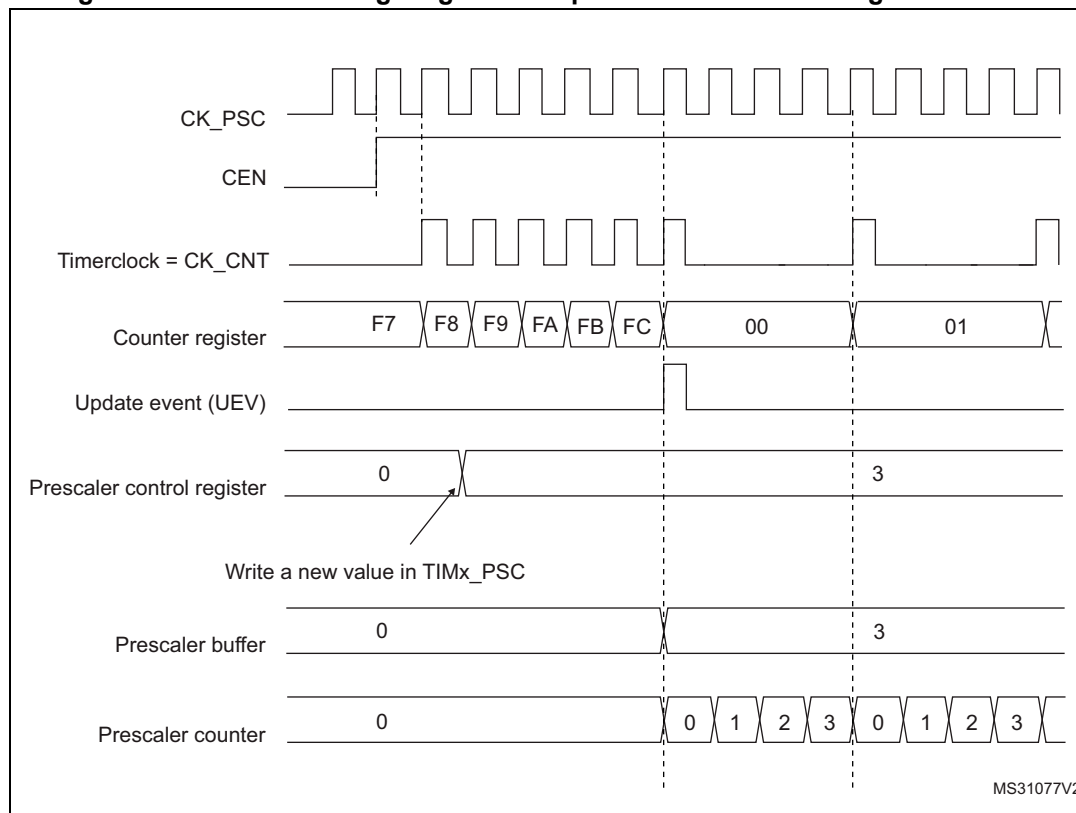 CK_PSC
CEN
Timerclock = CK_CNT
Counter register
F7 F8 F9 FA FB FC 00 01
Update event (UEV)
Prescaler control register
0 3
Write a new value in TIMx_PSC
Prescaler buffer
0 3
Prescaler counter
0 0 1 2 3 0 1 2 3
MS31077V2